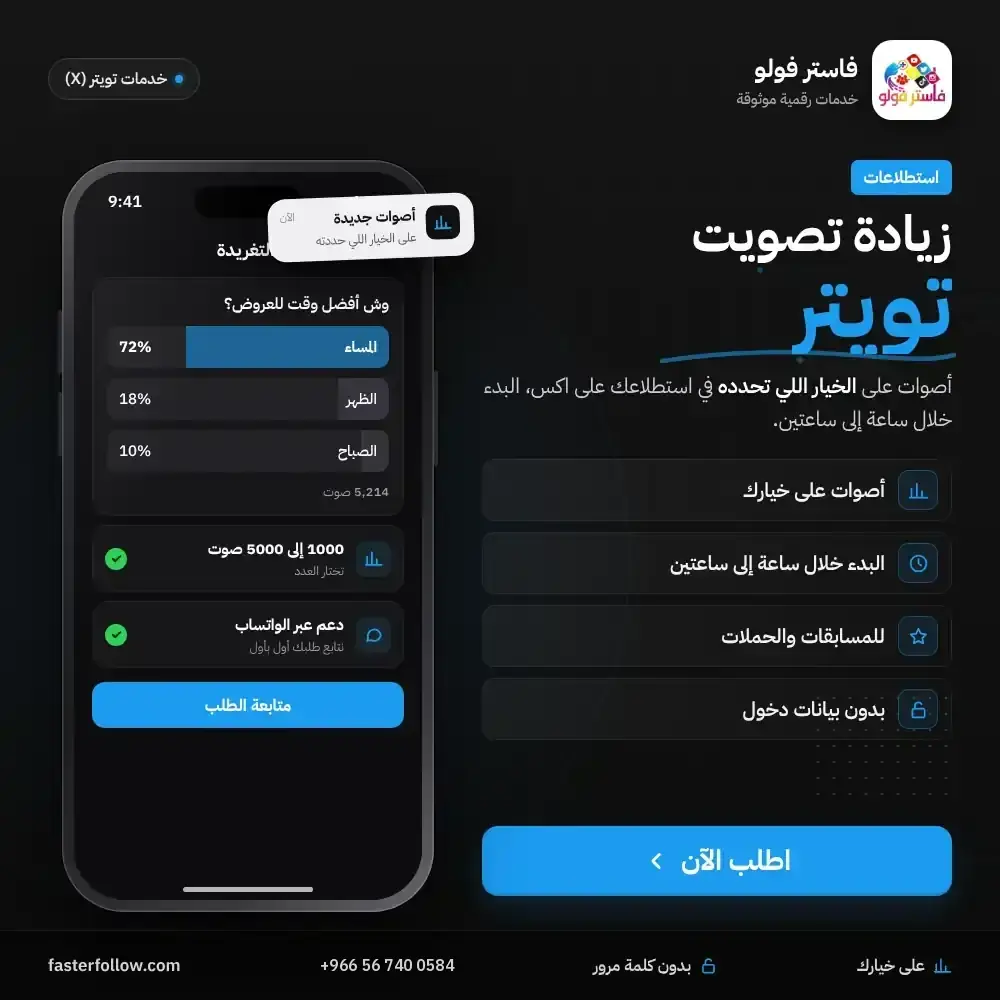 فاستر فولو
فاستر فولو
خدمات رقمية موثوقة
خدمات تويتر (X)
استطلاعات
زيادة تصويت
تويتر
أصوات على الخيار اللي تحدده في استطلاعك على اكس، البدء
خلال ساعة إلى ساعتين.
أصوات على خيارك
البدء خلال ساعة إلى ساعتين
للمسابقات والحملات
بدون بيانات دخول
اطلب الآن
9:41
أصوات جديدة
الآن
على الخيار اللي حددته
التغريدة
وش أفضل وقت للعروض؟
المساء 72%
الظهر 18%
الصباح 10%
5,214 صوت
1000 إلى 5000 صوت
تختار العدد
دعم عبر الواتساب
نتابع طلبك أول بأول
متابعة الطلب
على خيارك
بدون كلمة مرور
+966 56 740 0584
fasterfollow.com